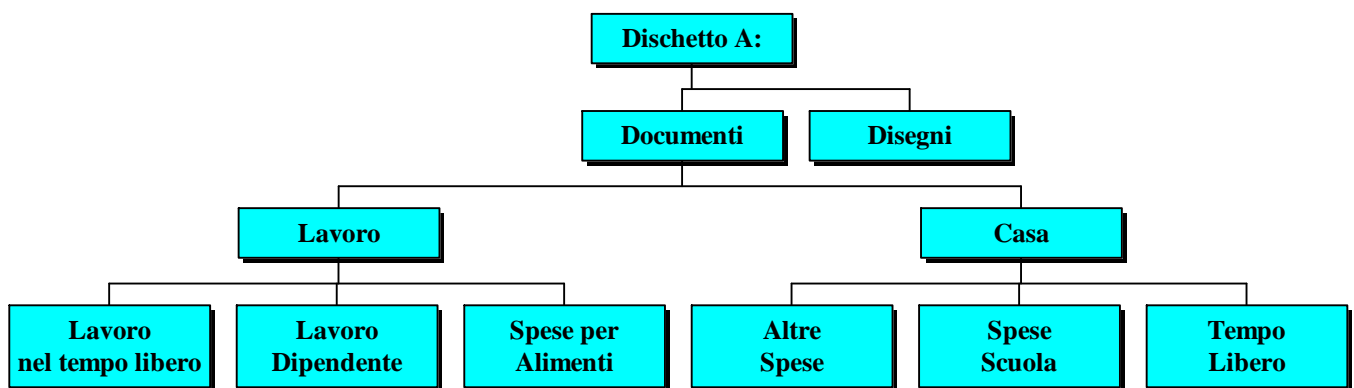 Dischetto A:
Documenti
Disegni
Lavoro
Casa
Lavoro
nel tempo libero
Lavoro
Dipendente
Spese per
Alimenti
Altre
Spese
Spese
Scuola
Tempo
Libero